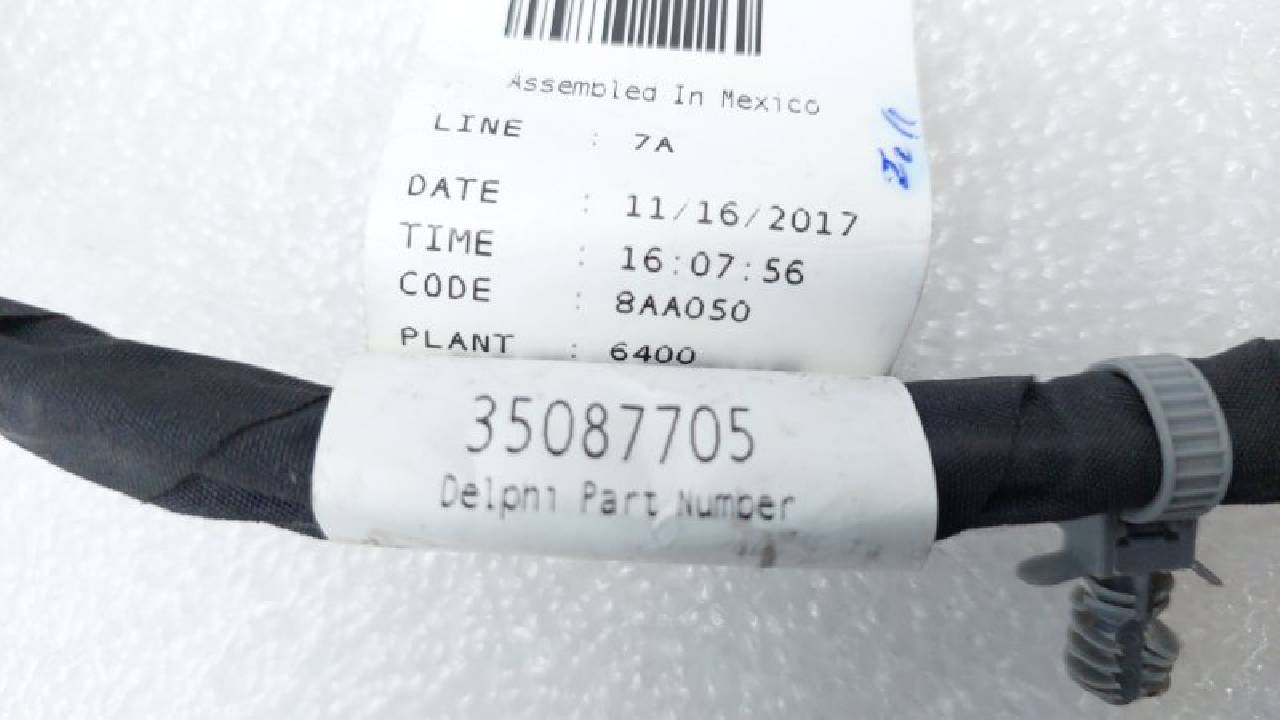 Assembled In Mexico
LINE : 7A
DATE : 11/16/2017
TIME : 16:07:56
CODE : 8AA050
PLANT : 6400
35087705
Delphi Part Number